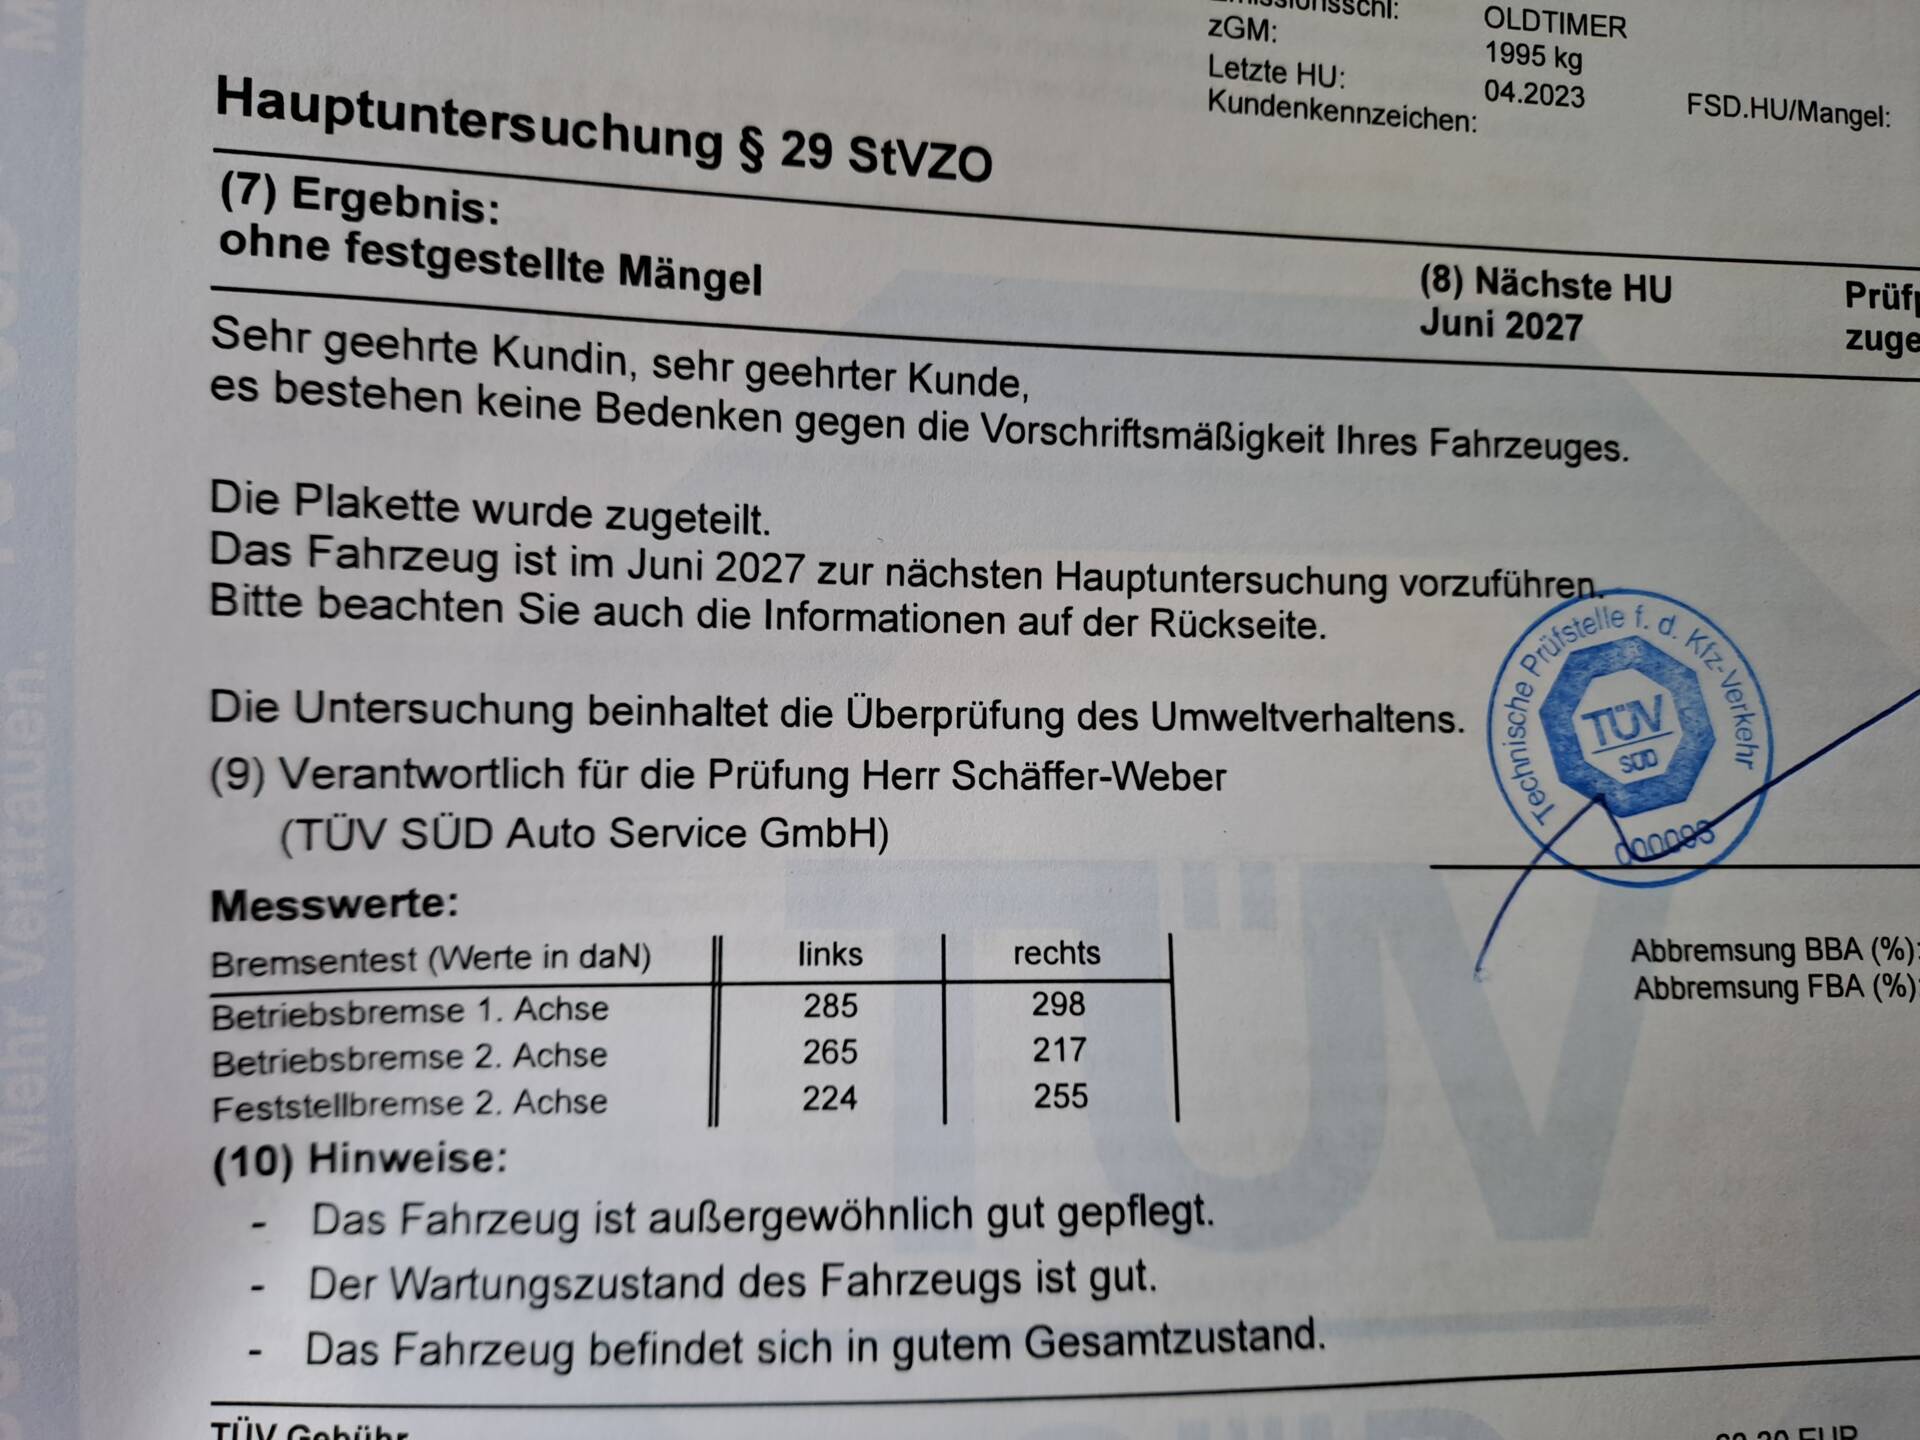 OLDTIMER
zGM: 1995 kg
Letzte HU: 04.2023 FSD.HU/Mangel:
Kundenkennzeichen:
Hauptuntersuchung § 29 StVZO
(7) Ergebnis:
ohne festgestellte Mängel
(8) Nächste HU
Juni 2027
Sehr geehrte Kundin, sehr geehrter Kunde,
es bestehen keine Bedenken gegen die Vorschriftsmäßigkeit Ihres Fahrzeuges.
Die Plakette wurde zugeteilt.
Das Fahrzeug ist im Juni 2027 zur nächsten Hauptuntersuchung vorzuführen.
Bitte beachten Sie auch die Informationen auf der Rückseite.
Die Untersuchung beinhaltet die Überprüfung des Umweltverhaltens.
(9) Verantwortlich für die Prüfung Herr Schäffer-Weber
(TÜV SÜD Auto Service GmbH)
Technische Prüfstelle f. d. Kfz-Verkehr
TÜV
SÜD
Messwerte:
Bremsentest (Werte in daN) links rechts
Betriebsbremse 1. Achse 285 298
Betriebsbremse 2. Achse 265 217
Feststellbremse 2. Achse 224 255
Abbremsung BBA (%):
Abbremsung FBA (%):
(10) Hinweise:
- Das Fahrzeug ist außergewöhnlich gut gepflegt.
- Der Wartungszustand des Fahrzeugs ist gut.
- Das Fahrzeug befindet sich in gutem Gesamtzustand.
TÜV Gebühr
EUR
Mehr Vertrauen.
TÜV